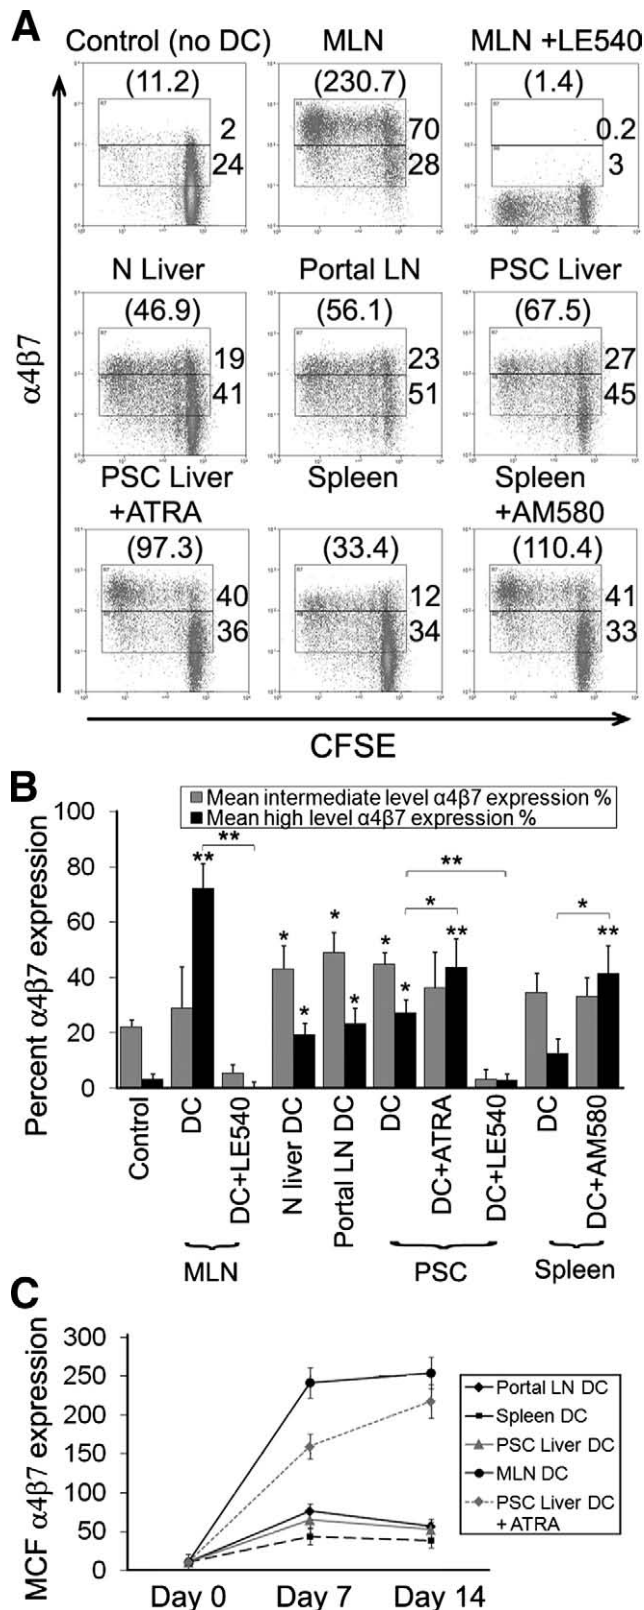 A
Control (no DC) MLN MLN +LE540
(11.2) (230.7) (1.4)
2 70 0.2
24 28 3
N Liver Portal LN PSC Liver
(46.9) (56.1) (67.5)
19 23 27
41 51 45
PSC Liver Spleen Spleen
+ATRA +AM580
(97.3) (33.4) (110.4)
40 12 41
36 34 33
α4β7
CFSE
B
Percent α4β7 expression
100
80
60
40
20
0
Mean intermediate level α4β7 expression %
Mean high level α4β7 expression %
** ** * * * * * * * ** ** * **
Control DC DC+LE540 N liver DC Portal LN DC DC DC+ATRA DC+LE540 DC DC+AM580
MLN PSC Spleen
C
MCF α4β7 expression
300
250
200
150
100
50
0
Day 0 Day 7 Day 14
Portal LN DC
Spleen DC
PSC Liver DC
MLN DC
PSC Liver DC
+ ATRA